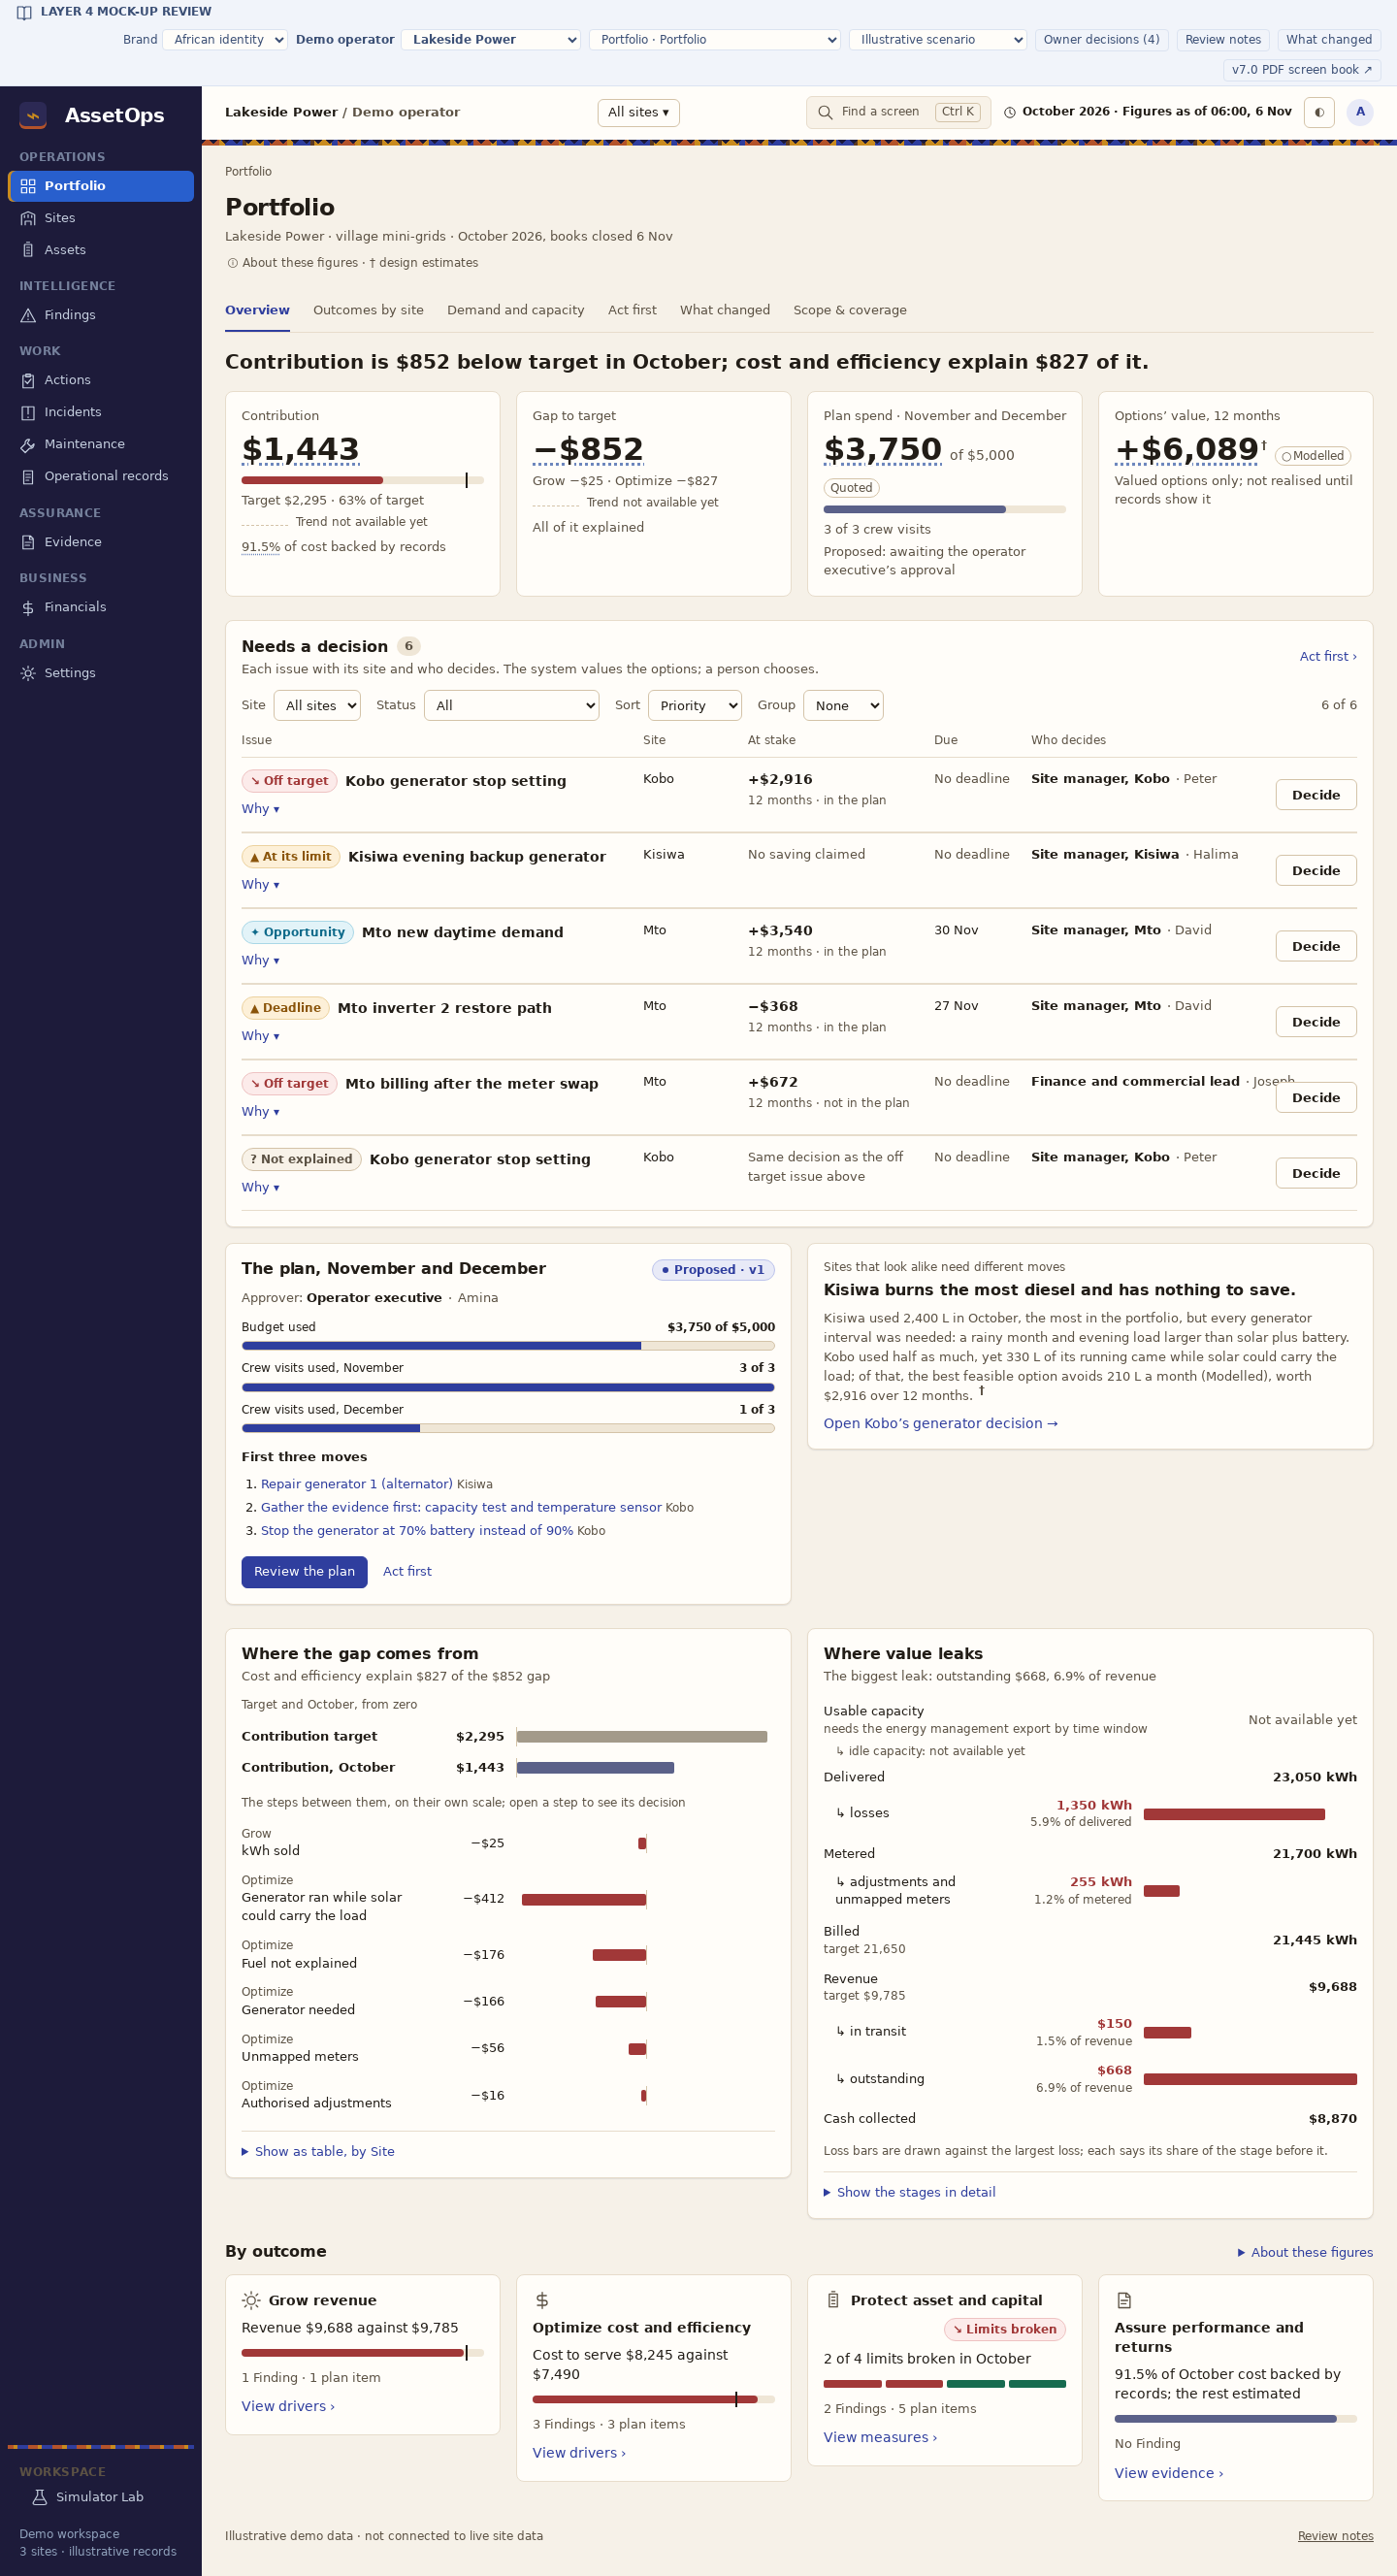 LAYER 4 MOCK-UP REVIEW
Brand African identity Demo operator Lakeside Power Portfolio · Portfolio Illustrative scenario Owner decisions (4) Review notes What changed
v7.0 PDF screen book ↗
AssetOps
OPERATIONS
Portfolio
Sites
Assets
INTELLIGENCE
Findings
WORK
Actions
Incidents
Maintenance
Operational records
ASSURANCE
Evidence
BUSINESS
Financials
ADMIN
Settings
WORKSPACE
Simulator Lab
Demo workspace
3 sites · illustrative records
Lakeside Power / Demo operator All sites ▾ Find a screen Ctrl K October 2026 · Figures as of 06:00, 6 Nov A
Portfolio
Portfolio
Lakeside Power · village mini-grids · October 2026, books closed 6 Nov
About these figures · † design estimates
Overview Outcomes by site Demand and capacity Act first What changed Scope & coverage
Contribution is $852 below target in October; cost and efficiency explain $827 of it.
Contribution
$1,443
Target $2,295 · 63% of target
Trend not available yet
91.5% of cost backed by records
Gap to target
−$852
Grow −$25 · Optimize −$827
Trend not available yet
All of it explained
Plan spend · November and December
$3,750 of $5,000
Quoted
3 of 3 crew visits
Proposed: awaiting the operator
executive’s approval
Options’ value, 12 months
+$6,089† Modelled
Valued options only; not realised until
records show it
Needs a decision 6
Each issue with its site and who decides. The system values the options; a person chooses.
Act first ›
Site All sites Status All Sort Priority Group None 6 of 6
Issue Site At stake Due Who decides
↘ Off target Kobo generator stop setting Kobo +$2,916 No deadline Site manager, Kobo · Peter
Why ▾ 12 months · in the plan Decide
▲ At its limit Kisiwa evening backup generator Kisiwa No saving claimed No deadline Site manager, Kisiwa · Halima
Why ▾ Decide
✦ Opportunity Mto new daytime demand Mto +$3,540 30 Nov Site manager, Mto · David
Why ▾ 12 months · in the plan Decide
▲ Deadline Mto inverter 2 restore path Mto −$368 27 Nov Site manager, Mto · David
Why ▾ 12 months · in the plan Decide
↘ Off target Mto billing after the meter swap Mto +$672 No deadline Finance and commercial lead · Joseph
Why ▾ 12 months · not in the plan Decide
? Not explained Kobo generator stop setting Kobo Same decision as the off No deadline Site manager, Kobo · Peter
Why ▾ target issue above Decide
The plan, November and December ● Proposed · v1
Approver: Operator executive · Amina
Budget used $3,750 of $5,000
Crew visits used, November 3 of 3
Crew visits used, December 1 of 3
First three moves
1. Repair generator 1 (alternator) Kisiwa
2. Gather the evidence first: capacity test and temperature sensor Kobo
3. Stop the generator at 70% battery instead of 90% Kobo
Review the plan Act first
Sites that look alike need different moves
Kisiwa burns the most diesel and has nothing to save.
Kisiwa used 2,400 L in October, the most in the portfolio, but every generator
interval was needed: a rainy month and evening load larger than solar plus battery.
Kobo used half as much, yet 330 L of its running came while solar could carry the
load; of that, the best feasible option avoids 210 L a month (Modelled), worth
$2,916 over 12 months. †
Open Kobo’s generator decision →
Where the gap comes from
Cost and efficiency explain $827 of the $852 gap
Target and October, from zero
Contribution target $2,295
Contribution, October $1,443
The steps between them, on their own scale; open a step to see its decision
Grow
kWh sold −$25
Optimize
Generator ran while solar −$412
could carry the load
Optimize
Fuel not explained −$176
Optimize
Generator needed −$166
Optimize
Unmapped meters −$56
Optimize
Authorised adjustments −$16
▶ Show as table, by Site
Where value leaks
The biggest leak: outstanding $668, 6.9% of revenue
Usable capacity Not available yet
needs the energy management export by time window
↳ idle capacity: not available yet
Delivered 23,050 kWh
↳ losses 1,350 kWh
5.9% of delivered
Metered 21,700 kWh
↳ adjustments and 255 kWh
unmapped meters 1.2% of metered
Billed 21,445 kWh
target 21,650
Revenue $9,688
target $9,785
↳ in transit $150
1.5% of revenue
↳ outstanding $668
6.9% of revenue
Cash collected $8,870
Loss bars are drawn against the largest loss; each says its share of the stage before it.
▶ Show the stages in detail
By outcome ▶ About these figures
Grow revenue
Revenue $9,688 against $9,785
1 Finding · 1 plan item
View drivers ›
Optimize cost and efficiency
Cost to serve $8,245 against
$7,490
3 Findings · 3 plan items
View drivers ›
Protect asset and capital
↘ Limits broken
2 of 4 limits broken in October
2 Findings · 5 plan items
View measures ›
Assure performance and
returns
91.5% of October cost backed by
records; the rest estimated
No Finding
View evidence ›
Illustrative demo data · not connected to live site data Review notes